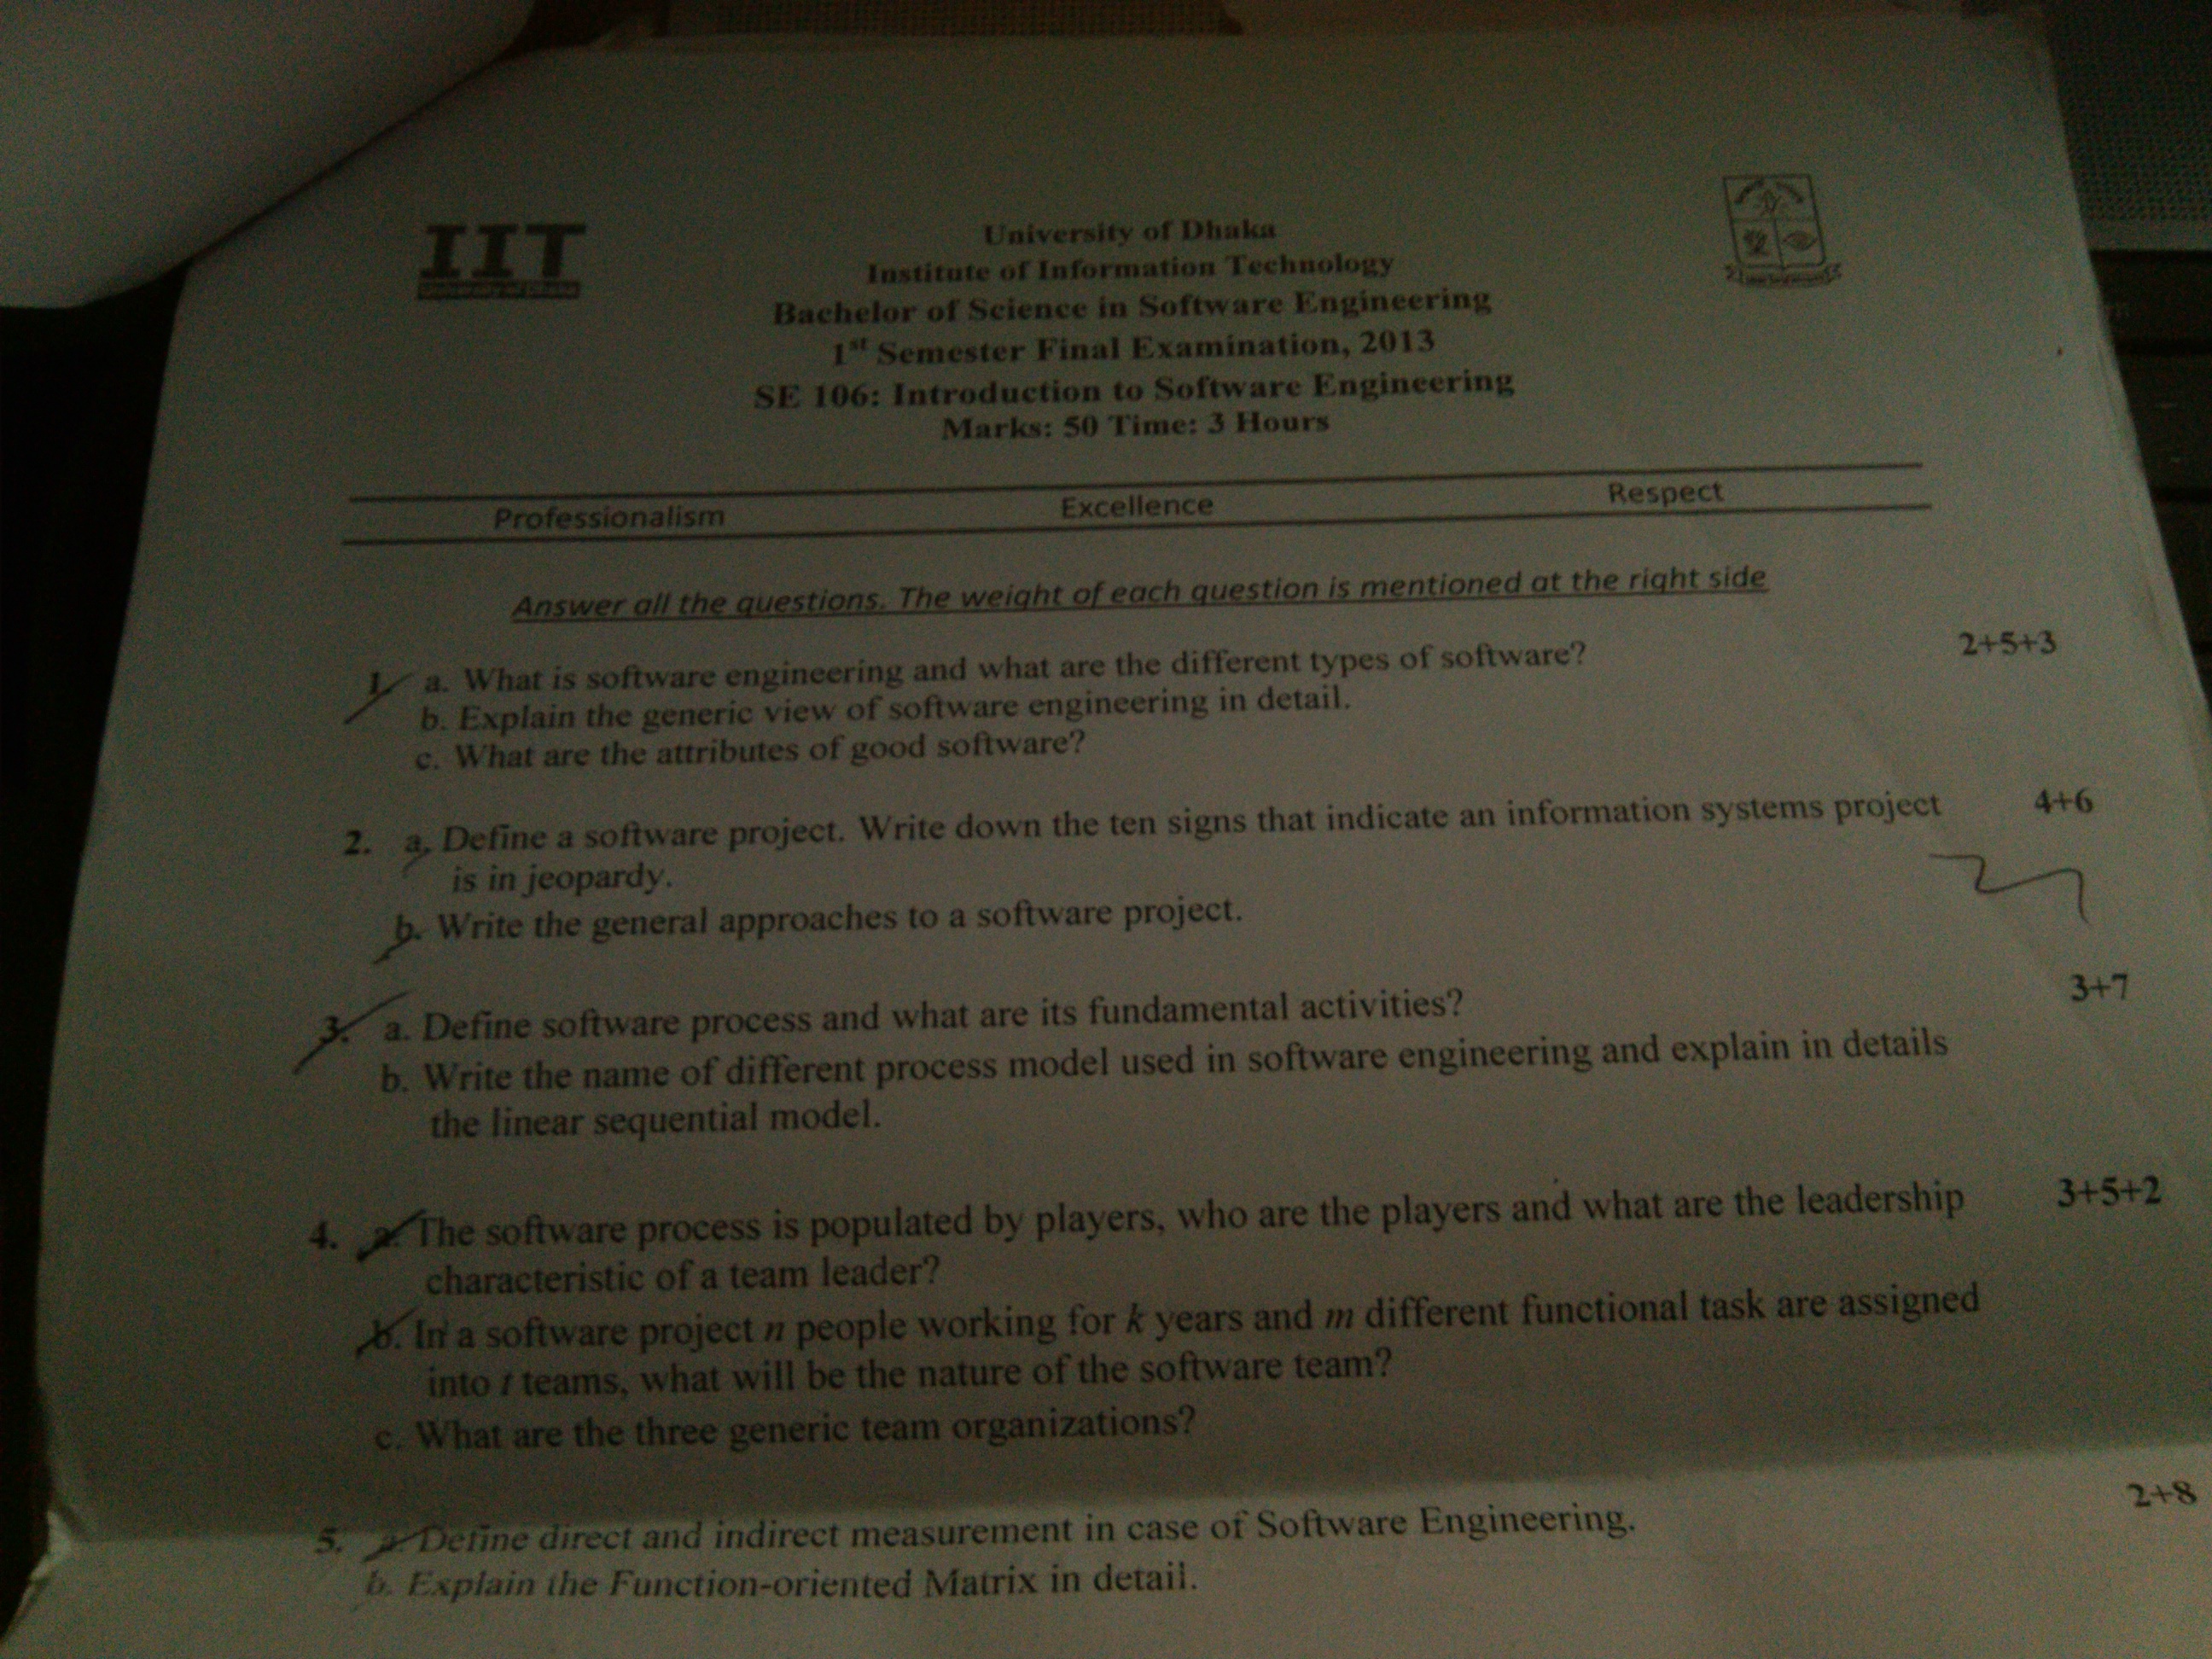 IIT
University of Dhaka
Institute of Information Technology
Bachelor of Science in Software Engineering
1st Semester Final Examination, 2013
SE 106: Introduction to Software Engineering
Marks: 50 Time: 3 Hours
Professionalism Excellence Respect
Answer all the questions. The weight of each question is mentioned at the right side
1. a. What is software engineering and what are the different types of software? 2+5+3
b. Explain the generic view of software engineering in detail.
c. What are the attributes of good software?
2. a. Define a software project. Write down the ten signs that indicate an information systems project 4+6
is in jeopardy.
b. Write the general approaches to a software project.
3. a. Define software process and what are its fundamental activities? 3+7
b. Write the name of different process model used in software engineering and explain in details
the linear sequential model.
4. a. The software process is populated by players, who are the players and what are the leadership 3+5+2
characteristic of a team leader?
b. In a software project n people working for k years and m different functional task are assigned
into t teams, what will be the nature of the software team?
c. What are the three generic team organizations?
5. a. Define direct and indirect measurement in case of Software Engineering. 2+8
b. Explain the Function-oriented Matrix in detail.